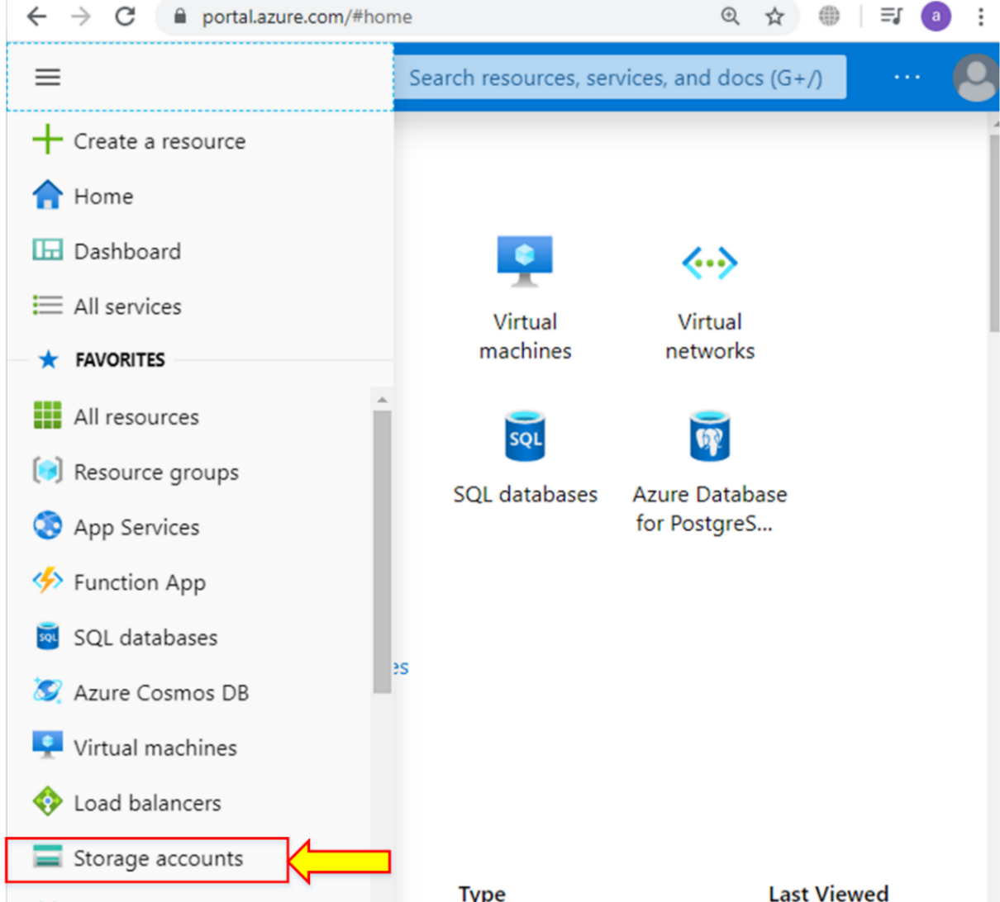 portal.azure.com/#home
a
Search resources, services, and docs (G+/)
Create a resource
Home
Dashboard
All services
FAVORITES
All resources
Resource groups
App Services
Function App
SQL databases
Azure Cosmos DB
Virtual machines
Load balancers
Storage accounts
Virtual
machines
Virtual
networks
SQL
SQL databases
Azure Database
for PostgreS...
es
Type
Last Viewed